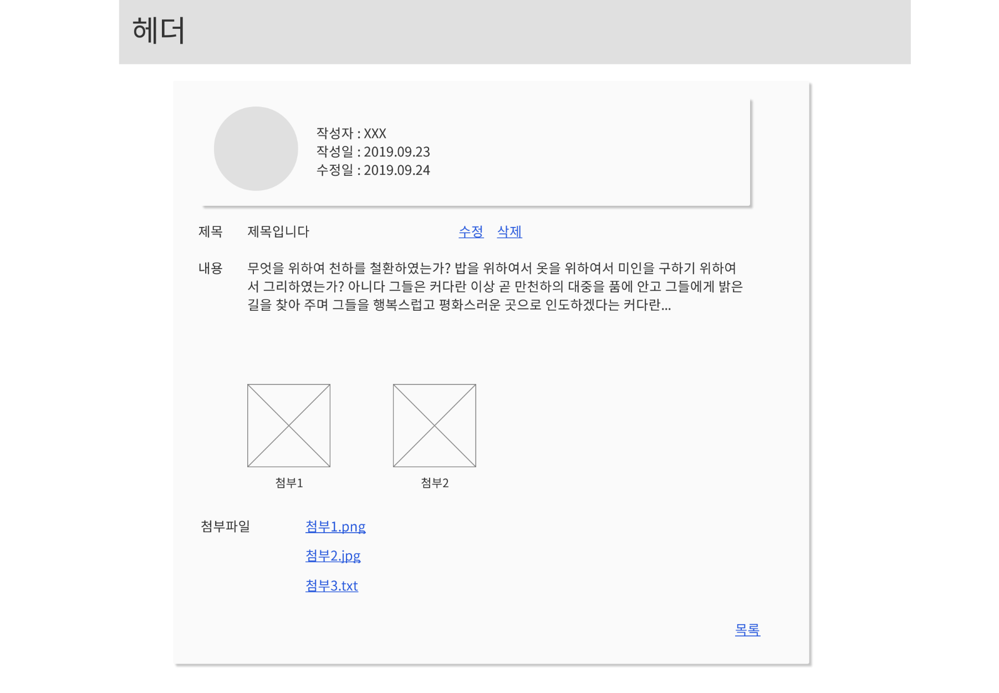 헤더
작성자 : XXX
작성일 : 2019.09.23
수정일 : 2019.09.24
제목 제목입니다 수정 삭제
내용 무엇을 위하여 천하를 철환하였는가? 밥을 위하여서 옷을 위하여서 미인을 구하기 위하여
서 그리하였는가? 아니다 그들은 커다란 이상 곧 만천하의 대중을 품에 안고 그들에게 밝은
길을 찾아 주며 그들을 행복스럽고 평화스러운 곳으로 인도하겠다는 커다란...
첨부1 첨부2
첨부파일 첨부1.png
첨부2.jpg
첨부3.txt
목록